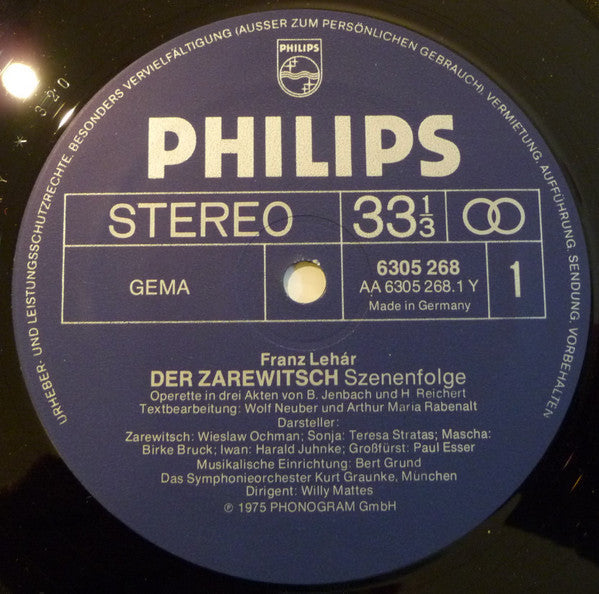 URHEBER- UND LEISTUNGSSCHUTZRECHTE, BESONDERS VERVIELFÄLTIGUNG (AUSSER ZUM PERSÖNLICHEN GEBRAUCH), VERMIETUNG, AUFFÜHRUNG, SENDUNG, VORBEHALTEN
PHILIPS
PHILIPS
STEREO 33 1/3
GEMA 6305 268 1
AA 6305 268.1 Y
Made in Germany
Franz Lehár
DER ZAREWITSCH Szenenfolge
Operette in drei Akten von B. Jenbach und H. Reichert
Textbearbeitung: Wolf Neuber und Arthur Maria Rabenalt
Darsteller:
Zarewitsch: Wieslaw Ochman; Sonja: Teresa Stratas; Mascha:
Birke Bruck; Iwan: Harald Juhnke; Großfürst: Paul Esser
Musikalische Einrichtung: Bert Grund
Das Symphonieorchester Kurt Graunke, München
Dirigent: Willy Mattes
℗ 1975 PHONOGRAM GmbH